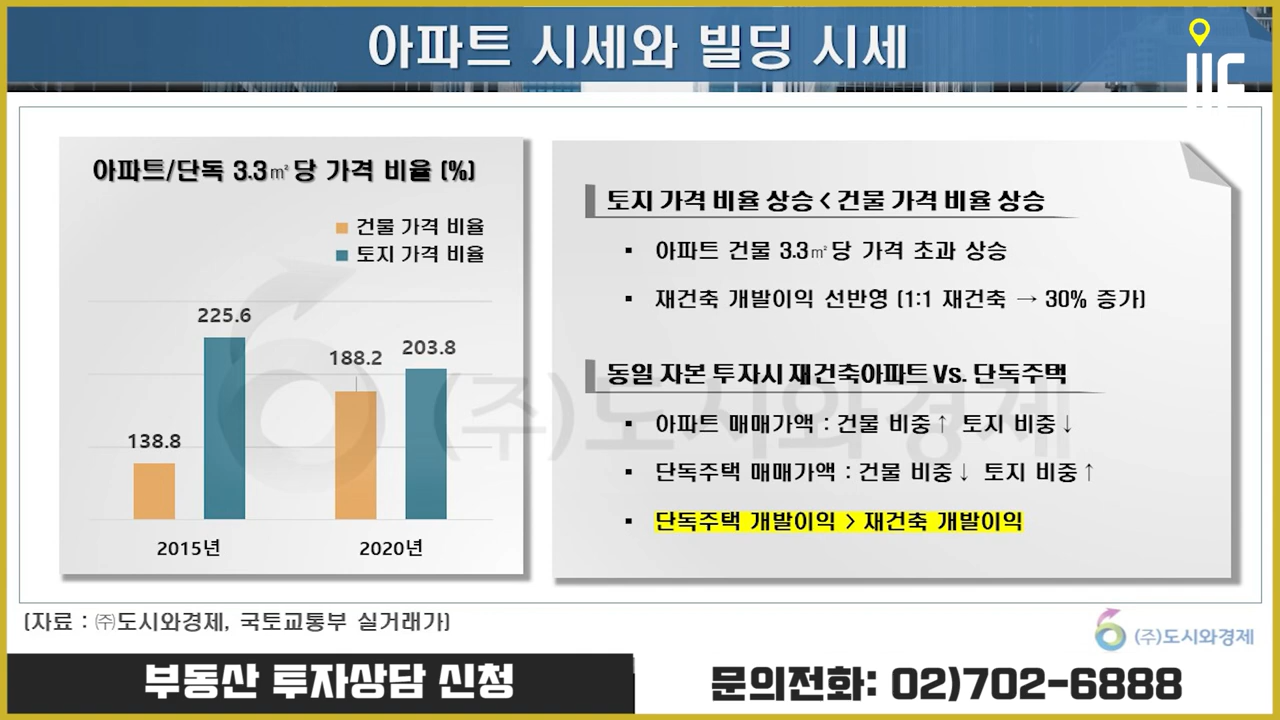 아파트 시세와 빌딩 시세
아파트/단독 3.3㎡당 가격 비율 (%)
건물 가격 비율
토지 가격 비율
138.8
225.6
188.2
203.8
2015년
2020년
토지 가격 비율 상승 < 건물 가격 비율 상승
▪ 아파트 건물 3.3㎡당 가격 초과 상승
▪ 재건축 개발이익 선반영 (1:1 재건축 → 30% 증가)
동일 자본 투자시 재건축아파트 Vs. 단독주택
▪ 아파트 매매가액 : 건물 비중↑ 토지 비중↓
▪ 단독주택 매매가액 : 건물 비중↓ 토지 비중↑
▪ 단독주택 개발이익 > 재건축 개발이익
(주)도시와경제
(자료 : ㈜도시와경제, 국토교통부 실거래가)
(주)도시와경제
부동산 투자상담 신청
문의전화: 02)702-6888